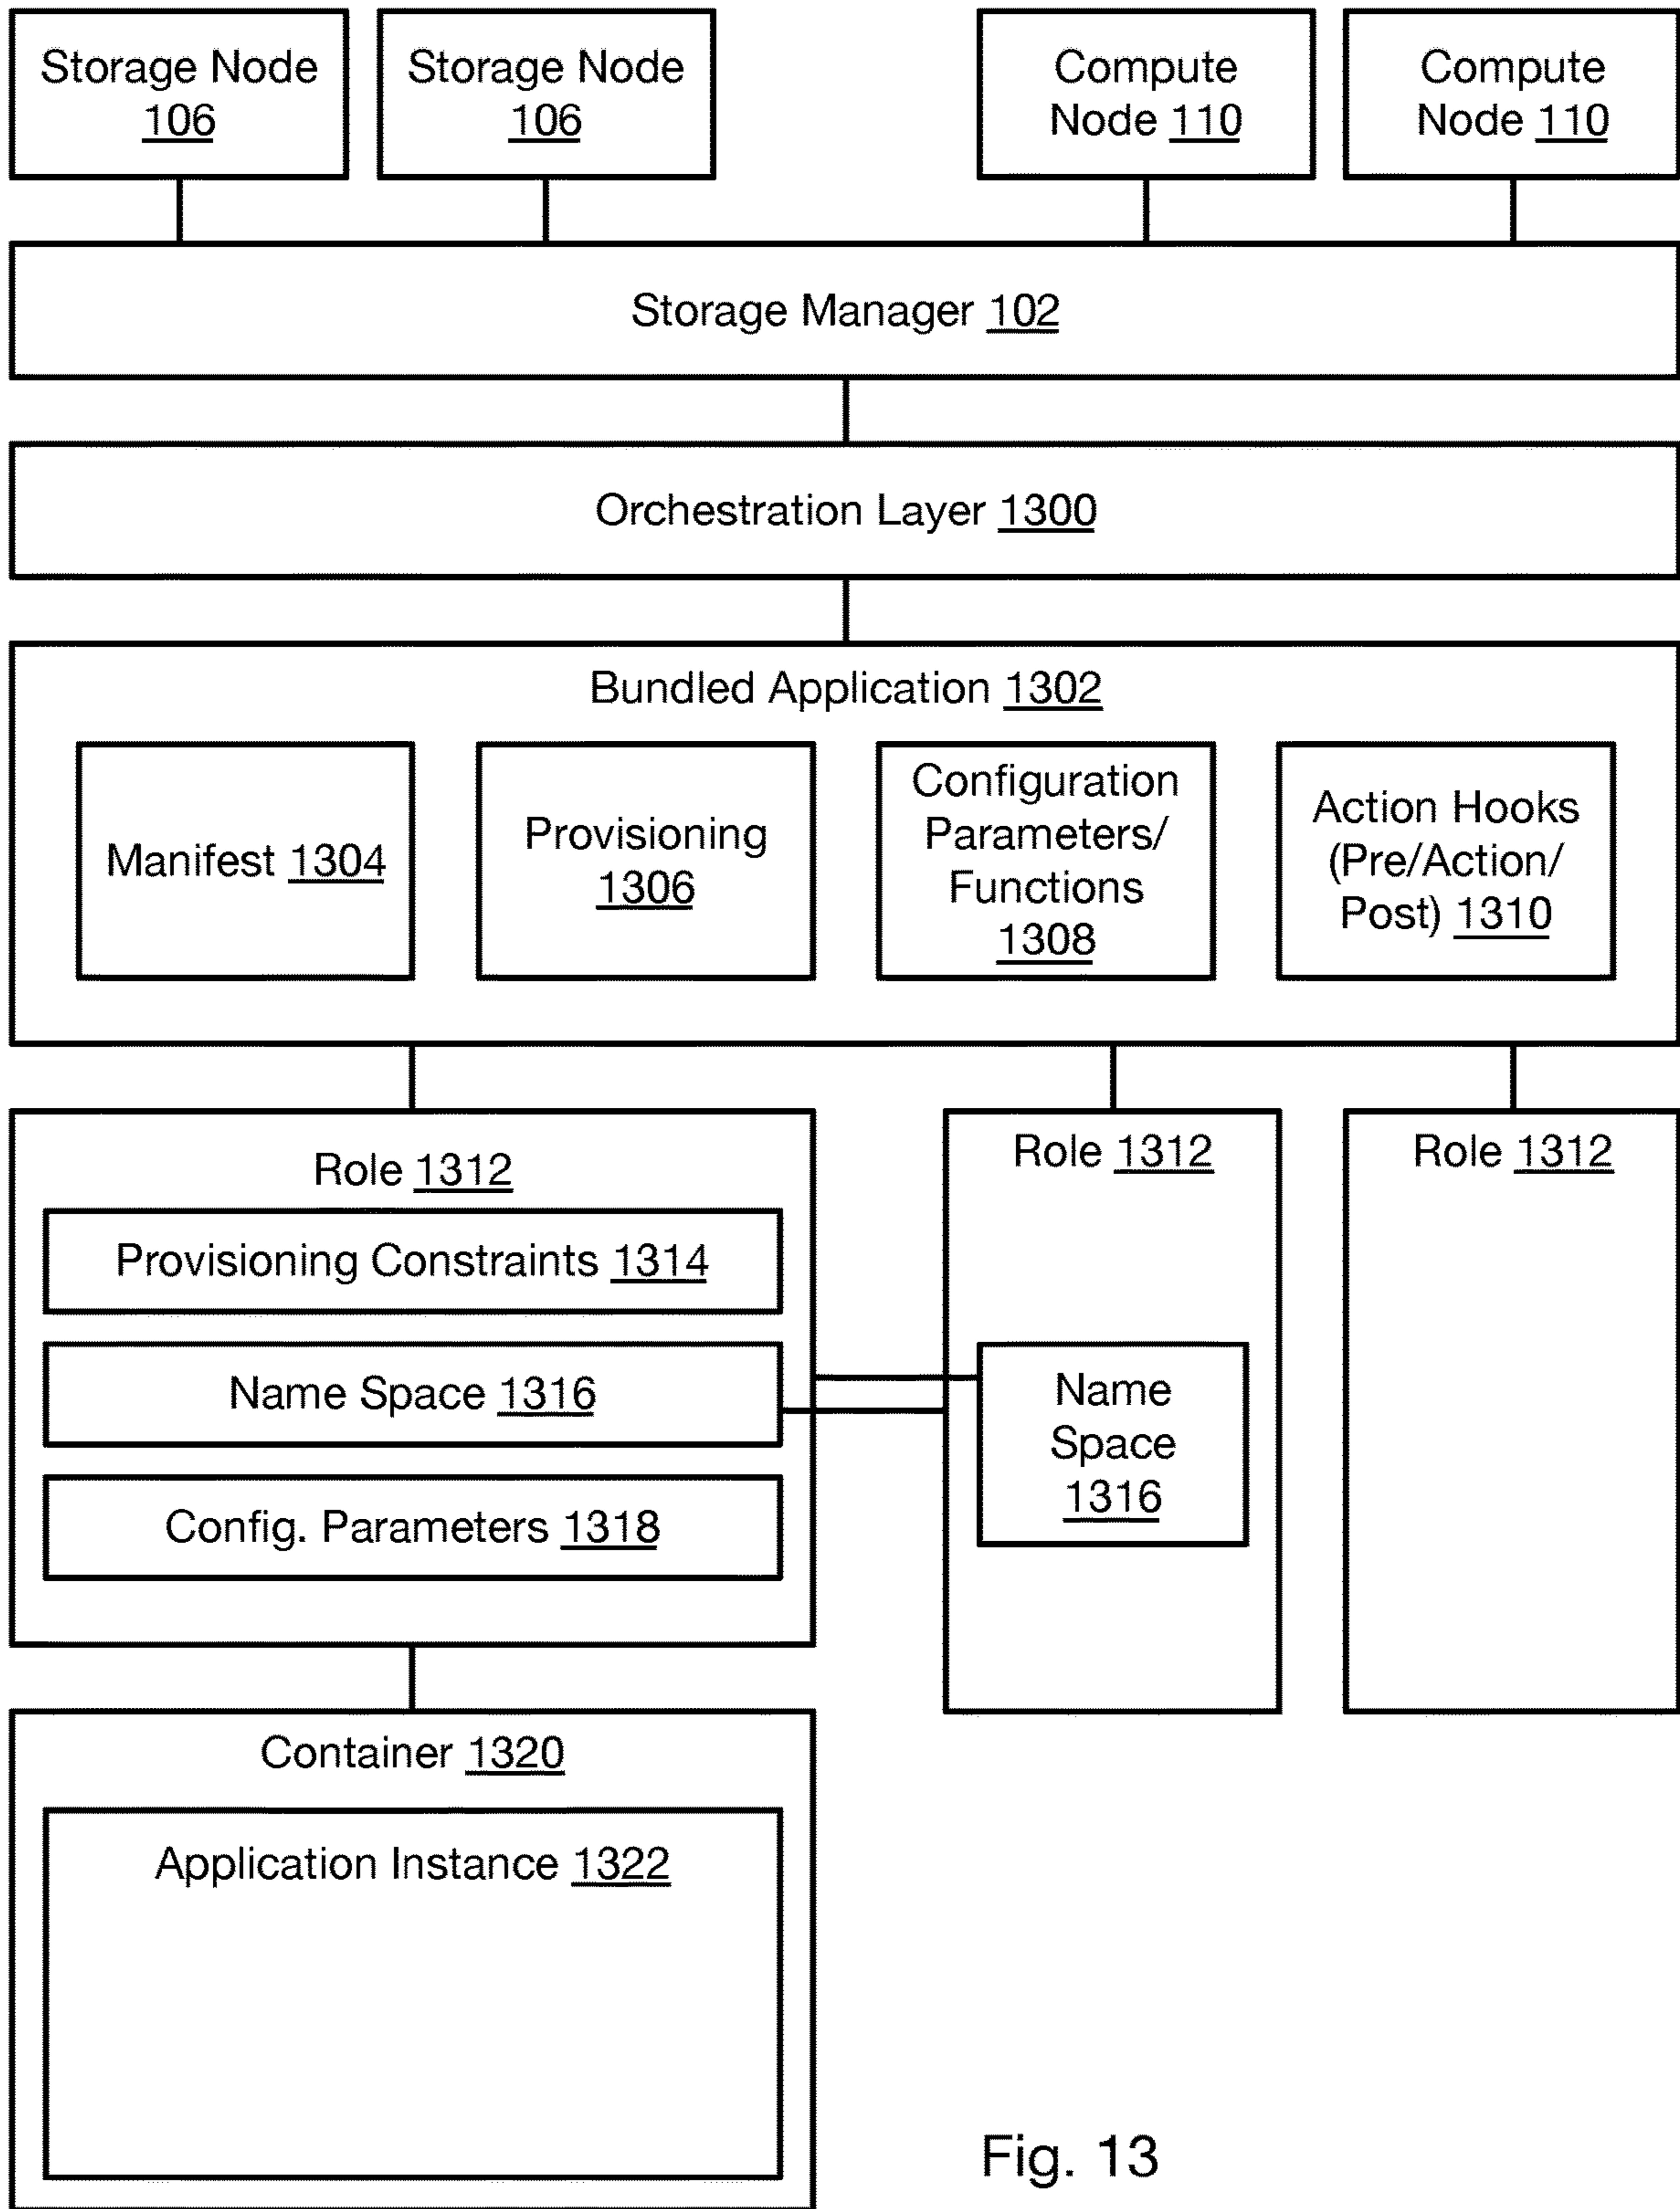 Storage Node
106
Storage Node
106
Compute
Node 110
Compute
Node 110
Storage Manager 102
Orchestration Layer 1300
Bundled Application 1302
Manifest 1304
Provisioning
1306
Configuration
Parameters/
Functions
1308
Action Hooks
(Pre/Action/
Post) 1310
Role 1312
Provisioning Constraints 1314
Name Space 1316
Config. Parameters 1318
Role 1312
Name
Space
1316
Role 1312
Container 1320
Application Instance 1322
Fig. 13